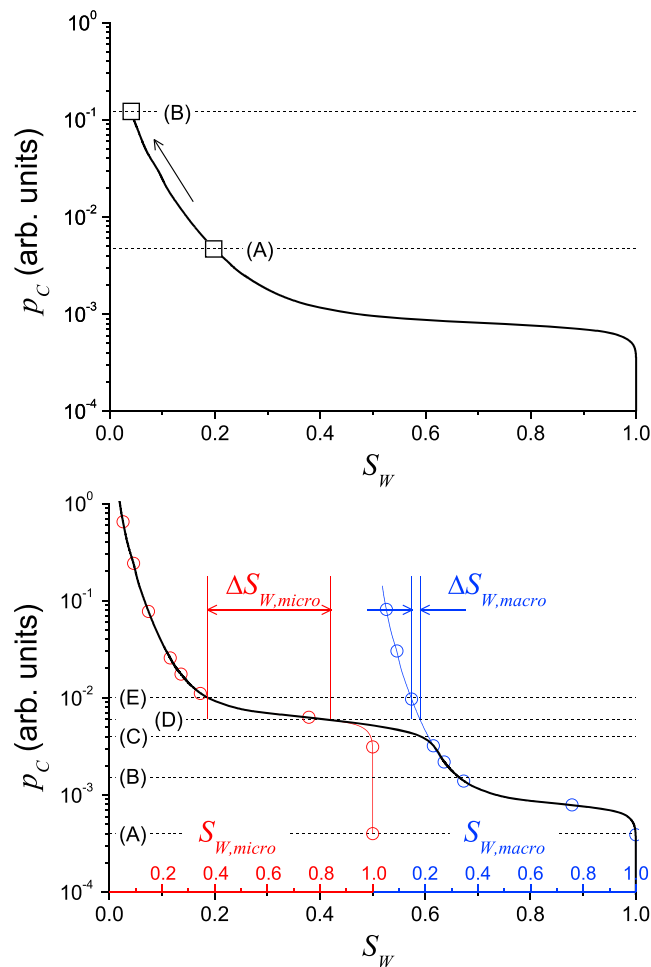 10⁰
10⁻¹
10⁻²
10⁻³
10⁻⁴
p_C (arb. units)
(B)
(A)
0.0 0.2 0.4 0.6 0.8 1.0
S_W
10⁰
10⁻¹
10⁻²
10⁻³
10⁻⁴
p_C (arb. units)
ΔS_W,micro ΔS_W,macro
(E)
(D)
(C)
(B)
(A)
S_W,micro S_W,macro
0.2 0.4 0.6 0.8 1.0 0.2 0.4 0.6 0.8 1.0
0.0 0.2 0.4 0.6 0.8 1.0
S_W